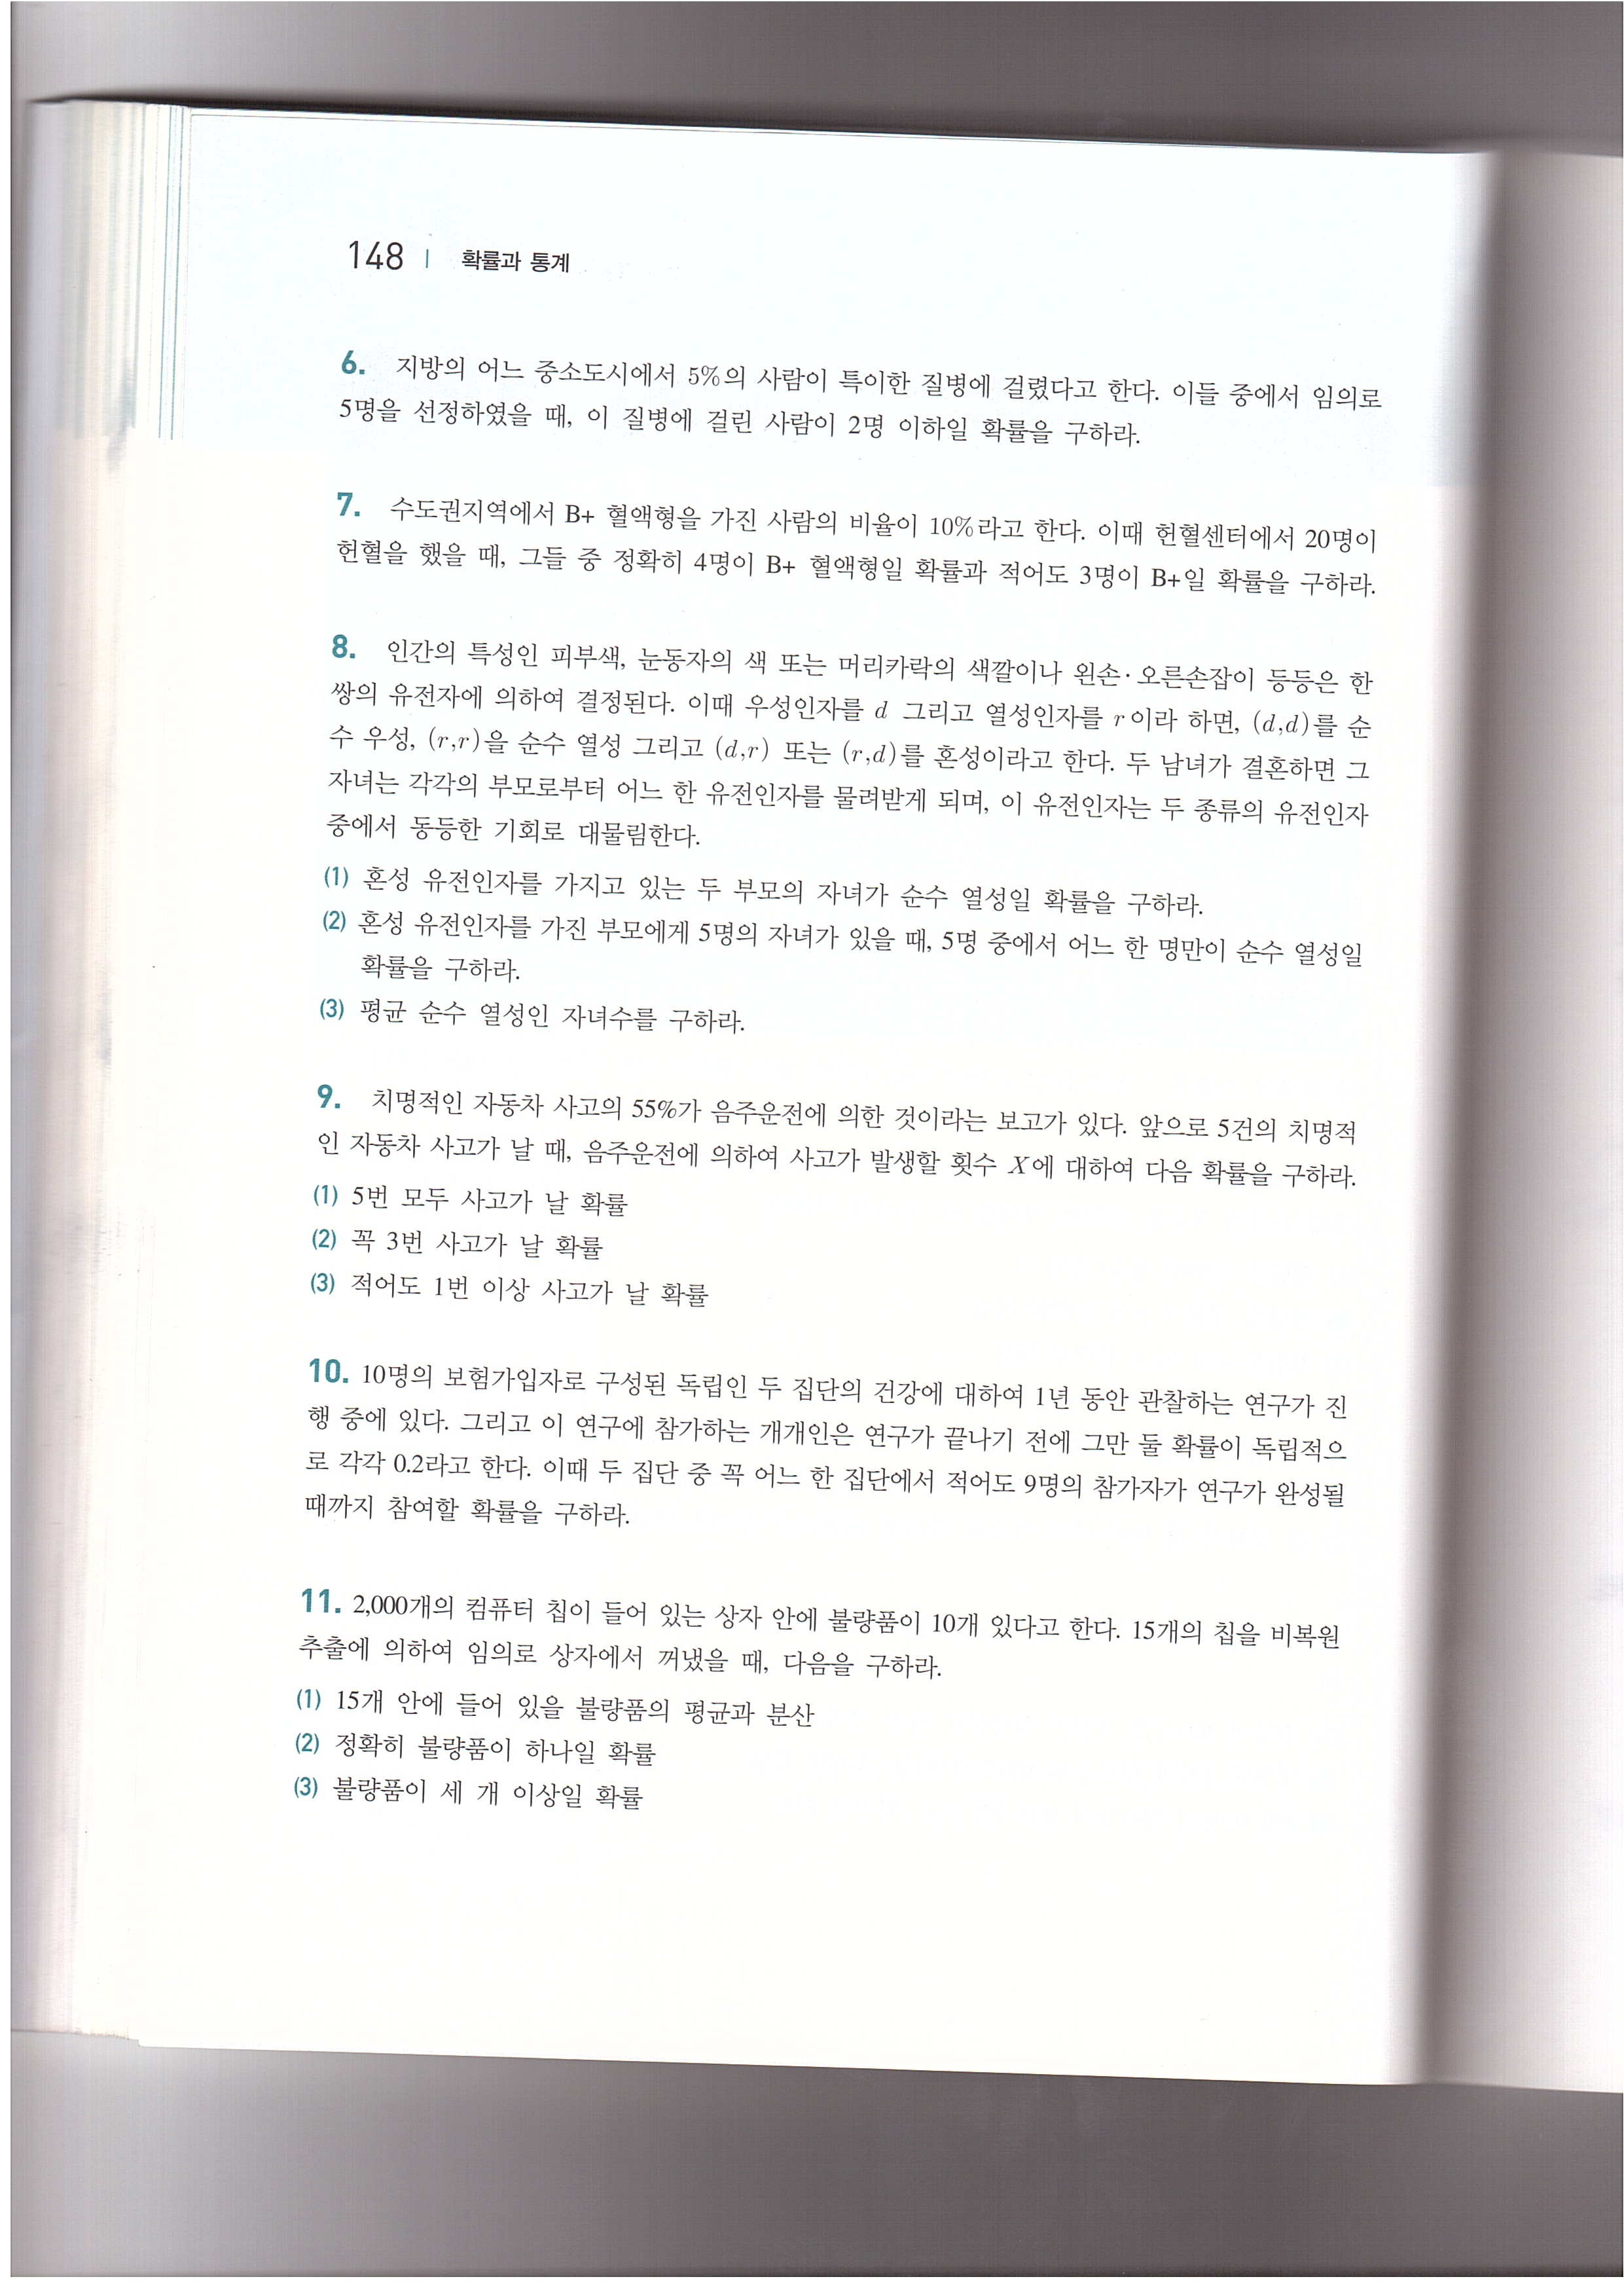 148 | 확률과 통계
6. 지방의 어느 중소도시에서 5%의 사람이 특이한 질병에 걸렸다고 한다. 이들 중에서 임의로
5명을 선정하였을 때, 이 질병에 걸린 사람이 2명 이하일 확률을 구하라.
7. 수도권지역에서 B+ 혈액형을 가진 사람의 비율이 10%라고 한다. 이때 헌혈센터에서 20명이
헌혈을 했을 때, 그들 중 정확히 4명이 B+ 혈액형일 확률과 적어도 3명이 B+일 확률을 구하라.
8. 인간의 특성인 피부색, 눈동자의 색 또는 머리카락의 색깔이나 왼손·오른손잡이 등등은 한
쌍의 유전자에 의하여 결정된다. 이때 우성인자를 d 그리고 열성인자를 r이라 하면, (d,d)를 순
수 우성, (r,r)을 순수 열성 그리고 (d,r) 또는 (r,d)를 혼성이라고 한다. 두 남녀가 결혼하면 그
자녀는 각각의 부모로부터 어느 한 유전인자를 물려받게 되며, 이 유전인자는 두 종류의 유전인자
중에서 동등한 기회로 대물림한다.
(1) 혼성 유전인자를 가지고 있는 두 부모의 자녀가 순수 열성일 확률을 구하라.
(2) 혼성 유전인자를 가진 부모에게 5명의 자녀가 있을 때, 5명 중에서 어느 한 명만이 순수 열성일
확률을 구하라.
(3) 평균 순수 열성인 자녀수를 구하라.
9. 치명적인 자동차 사고의 55%가 음주운전에 의한 것이라는 보고가 있다. 앞으로 5건의 치명적
인 자동차 사고가 날 때, 음주운전에 의하여 사고가 발생할 횟수 X에 대하여 다음 확률을 구하라.
(1) 5번 모두 사고가 날 확률
(2) 꼭 3번 사고가 날 확률
(3) 적어도 1번 이상 사고가 날 확률
10. 10명의 보험가입자로 구성된 독립인 두 집단의 건강에 대하여 1년 동안 관찰하는 연구가 진
행 중에 있다. 그리고 이 연구에 참가하는 개개인은 연구가 끝나기 전에 그만 둘 확률이 독립적으
로 각각 0.2라고 한다. 이때 두 집단 중 꼭 어느 한 집단에서 적어도 9명의 참가자가 연구가 완성될
때까지 참여할 확률을 구하라.
11. 2,000개의 컴퓨터 칩이 들어 있는 상자 안에 불량품이 10개 있다고 한다. 15개의 칩을 비복원
추출에 의하여 임의로 상자에서 꺼냈을 때, 다음을 구하라.
(1) 15개 안에 들어 있을 불량품의 평균과 분산
(2) 정확히 불량품이 하나일 확률
(3) 불량품이 세 개 이상일 확률